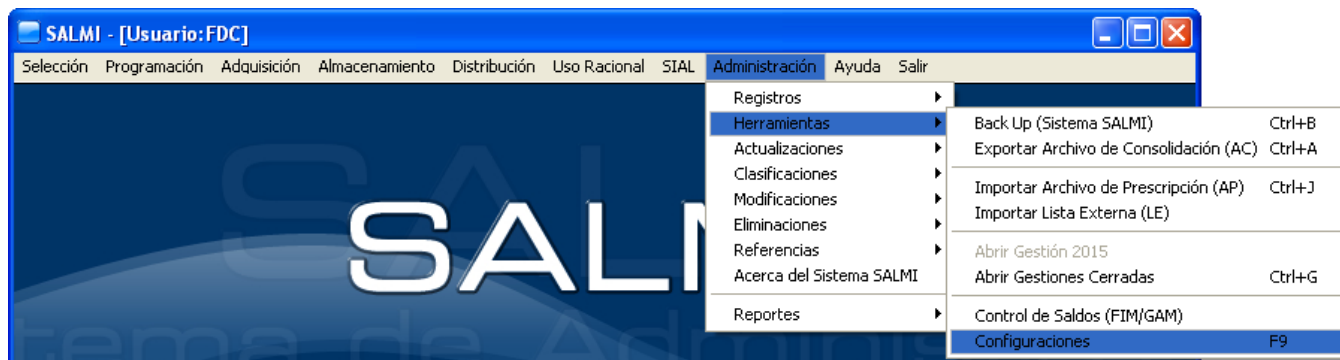 SALMI - [Usuario:FDC]
Selección Programación Adquisición Almacenamiento Distribución Uso Racional SIAL Administración Ayuda Salir
Registros
Herramientas
Actualizaciones
Clasificaciones
Modificaciones
Eliminaciones
Referencias
Acerca del Sistema SALMI
Reportes
Back Up (Sistema SALMI) Ctrl+B
Exportar Archivo de Consolidación (AC) Ctrl+A
Importar Archivo de Prescripción (AP) Ctrl+J
Importar Lista Externa (LE)
Abrir Gestión 2015
Abrir Gestiones Cerradas Ctrl+G
Control de Saldos (FIM/GAM)
Configuraciones F9
SALM
tema de Adminis